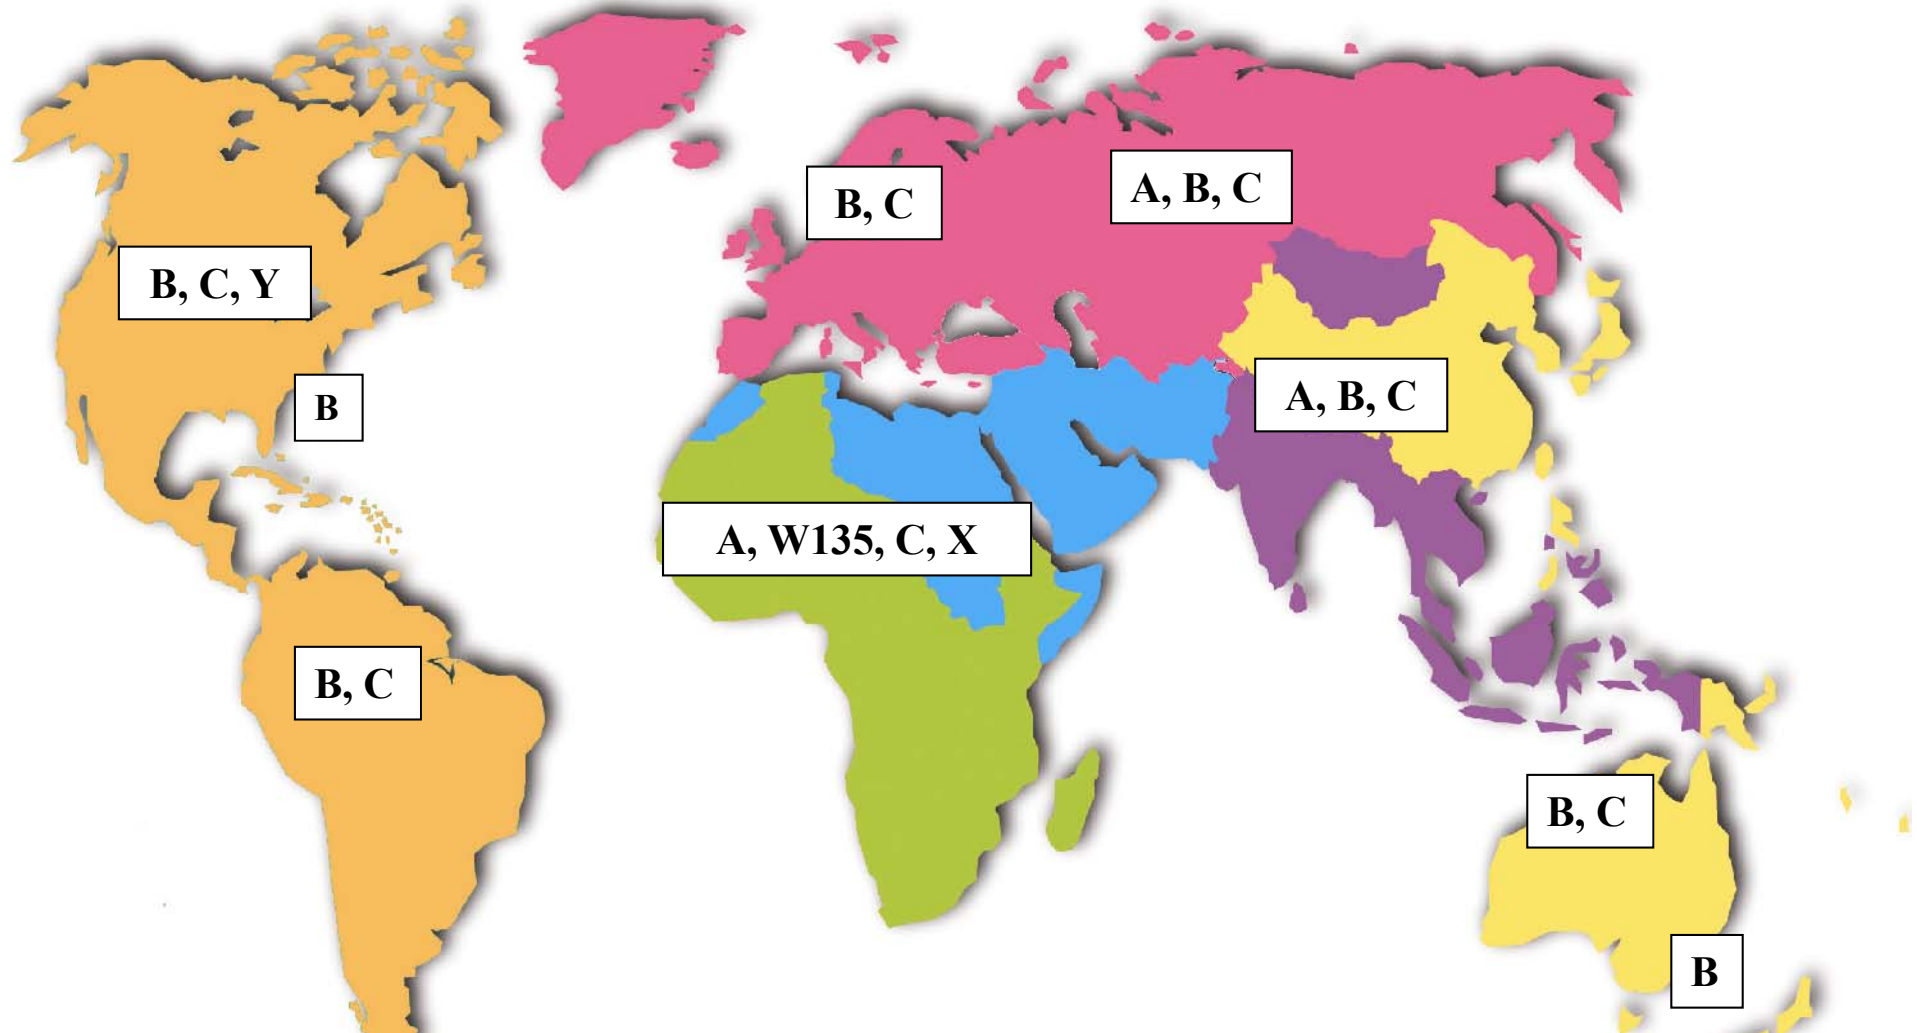 A, B, C
B, C
B, C, Y
A, B, C
B
A, W135, C, X
B, C
B, C
B